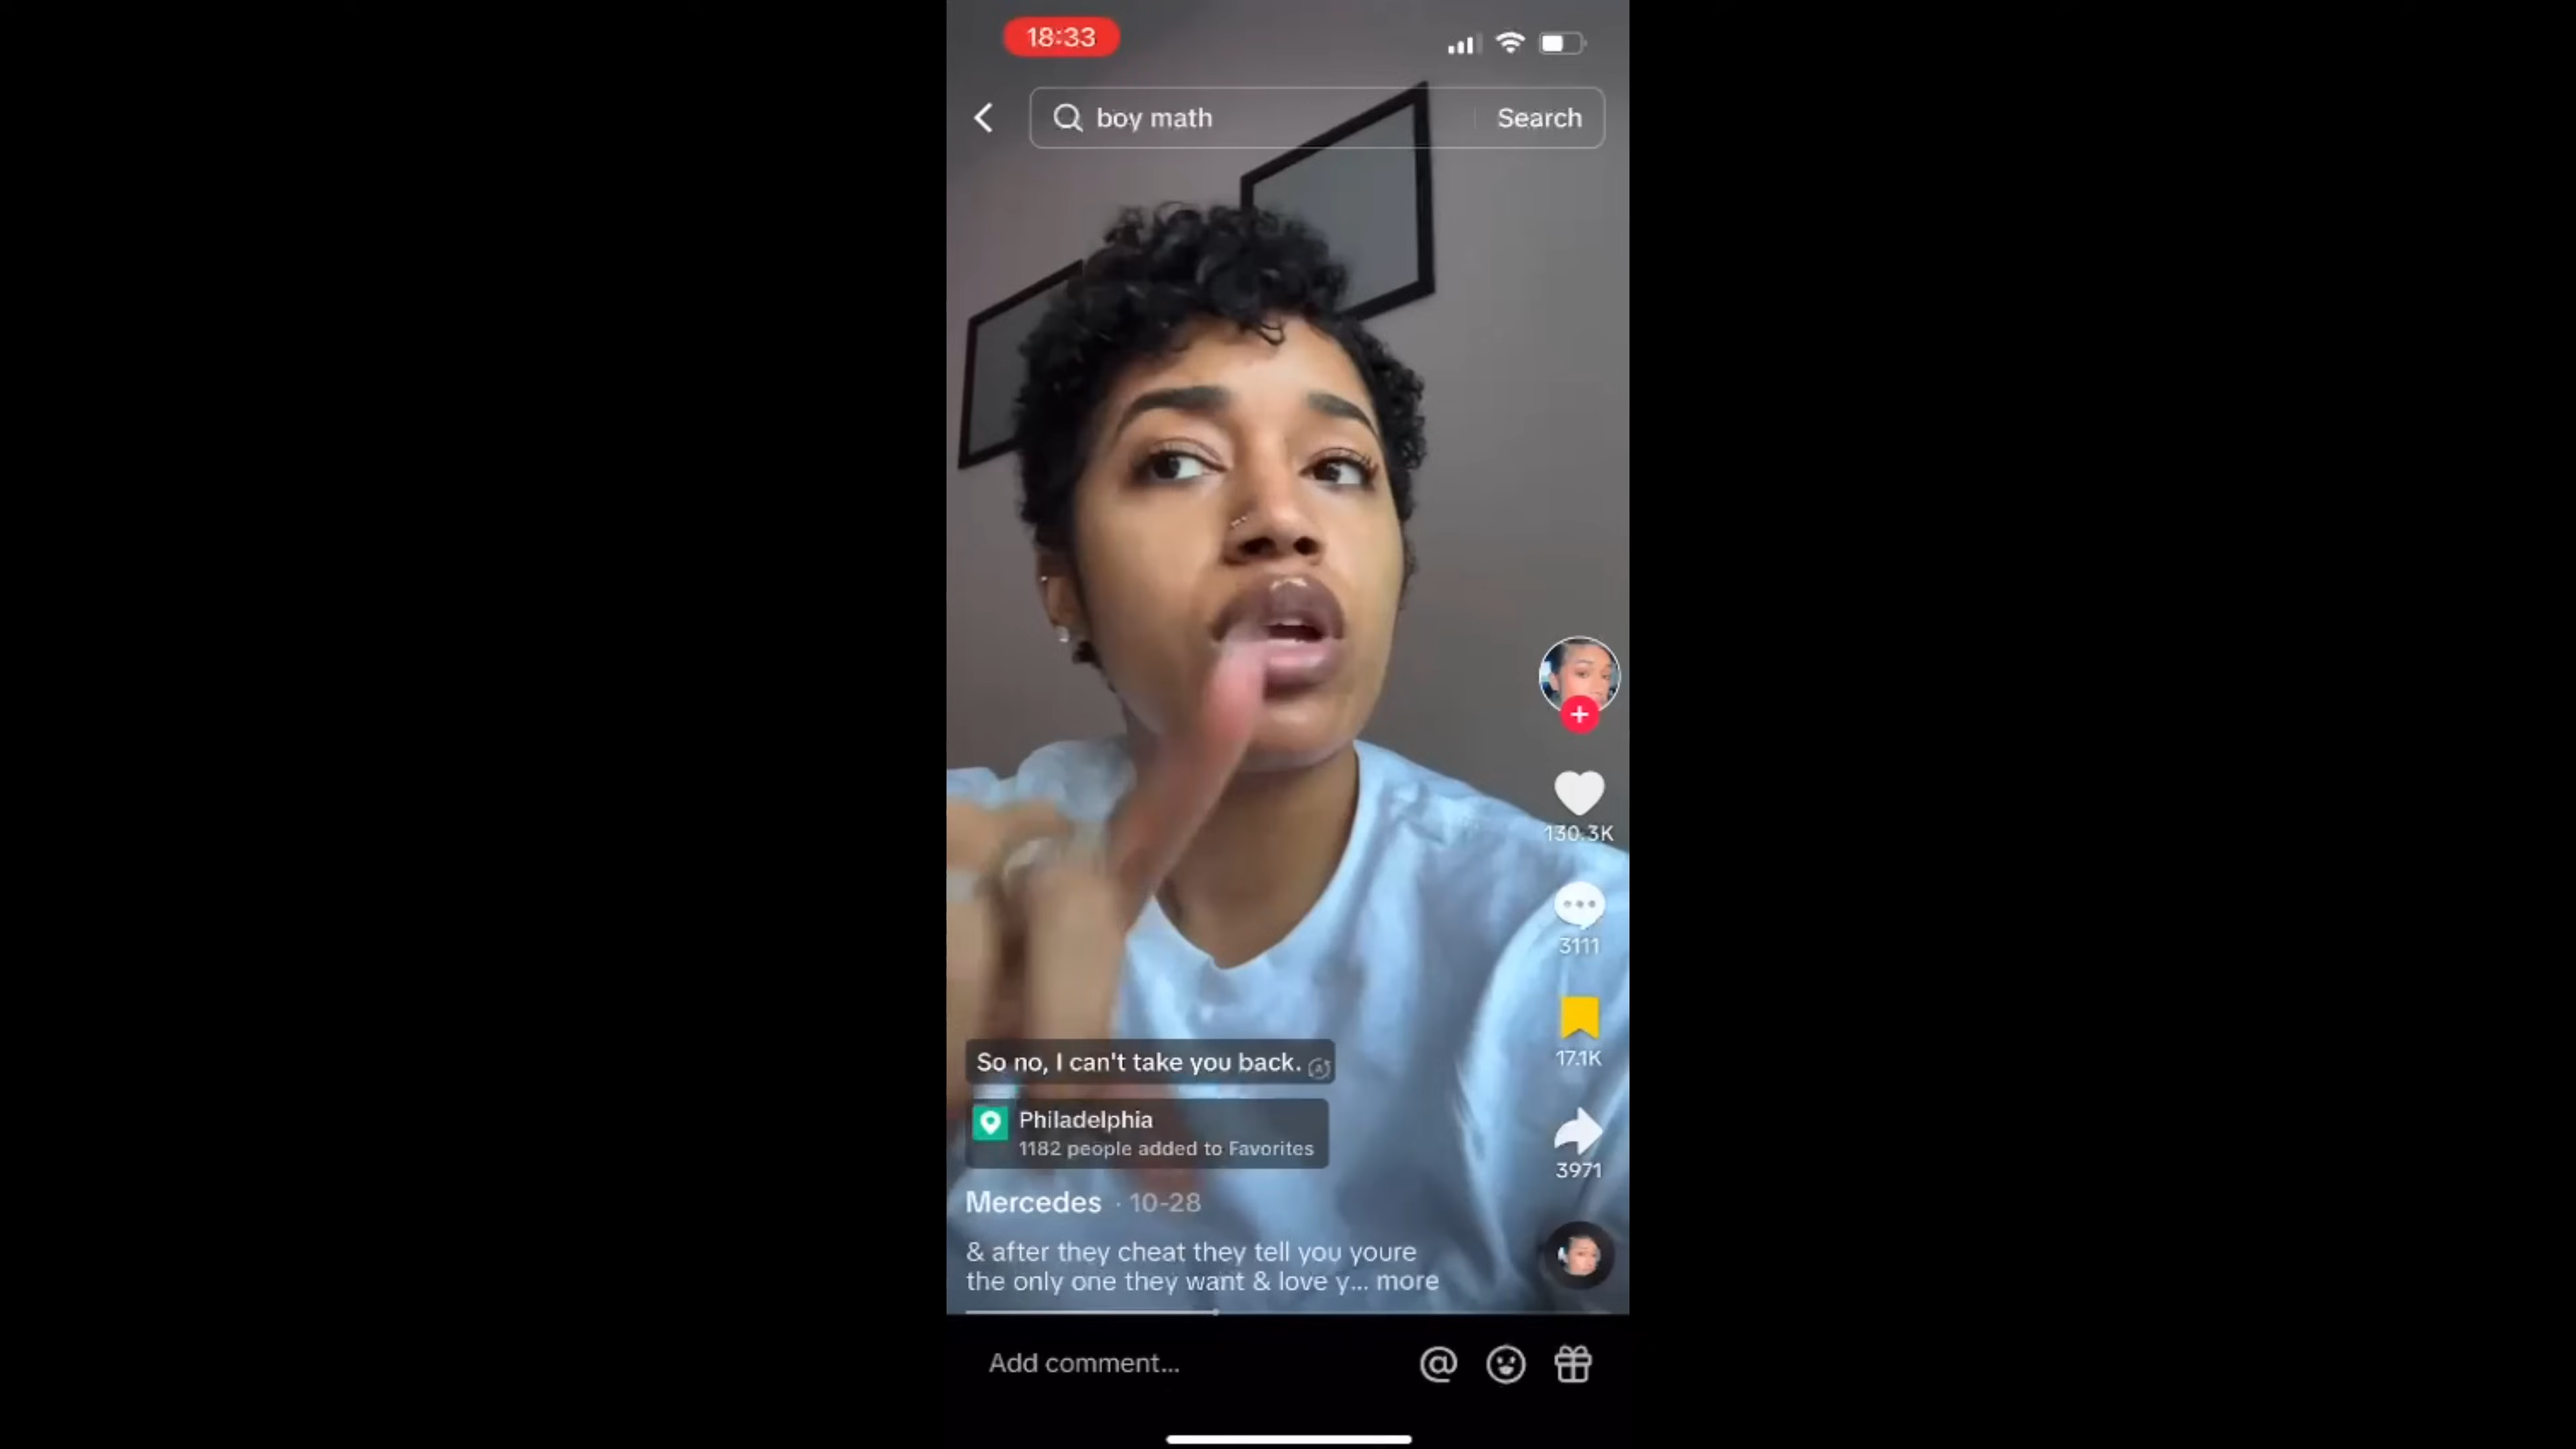 18:33
boy math
Search
130.3K
3111
17.1K
3971
So no, I can't take you back.
Philadelphia
1182 people added to Favorites
Mercedes · 10-28
& after they cheat they tell you youre
the only one they want & love y... more
Add comment...